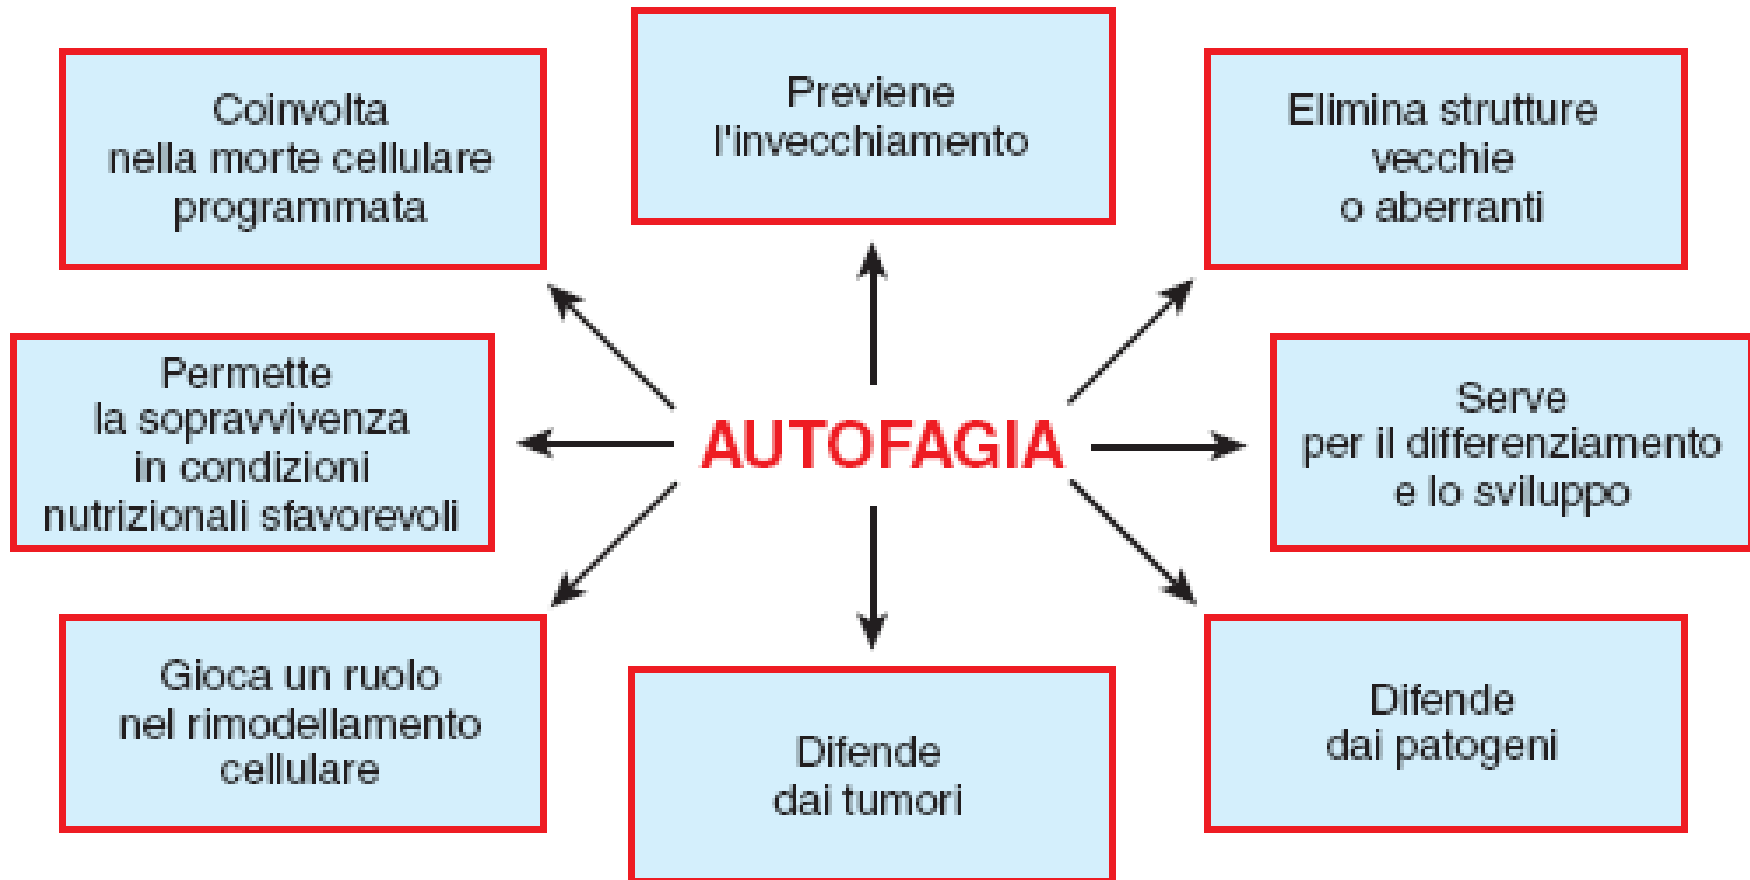 Coinvolta
nella morte cellulare
programmata
Previene
l'invecchiamento
Elimina strutture
vecchie
o aberranti
Permette
la sopravvivenza
in condizioni
nutrizionali sfavorevoli
AUTOFAGIA
Serve
per il differenziamento
e lo sviluppo
Gioca un ruolo
nel rimodellamento
cellulare
Difende
dai tumori
Difende
dai patogeni